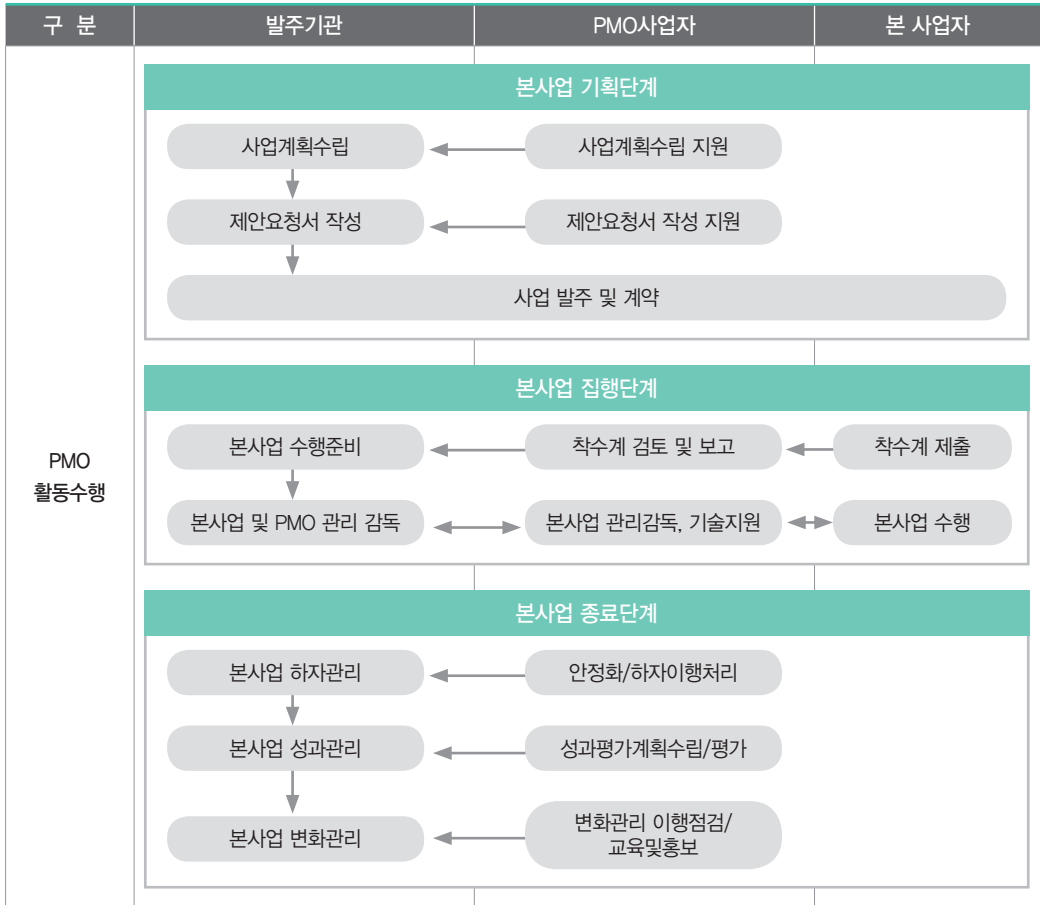 구 분 발주기관 PMO사업자 본 사업자
본사업 기획단계
사업계획수립 사업계획수립 지원
제안요청서 작성 제안요청서 작성 지원
사업 발주 및 계약
본사업 집행단계
본사업 수행준비 착수계 검토 및 보고 착수계 제출
PMO
활동수행
본사업 및 PMO 관리 감독 본사업 관리감독, 기술지원 본사업 수행
본사업 종료단계
본사업 하자관리 안정화/하자이행처리
본사업 성과관리 성과평가계획수립/평가
본사업 변화관리 변화관리 이행점검/
교육및홍보